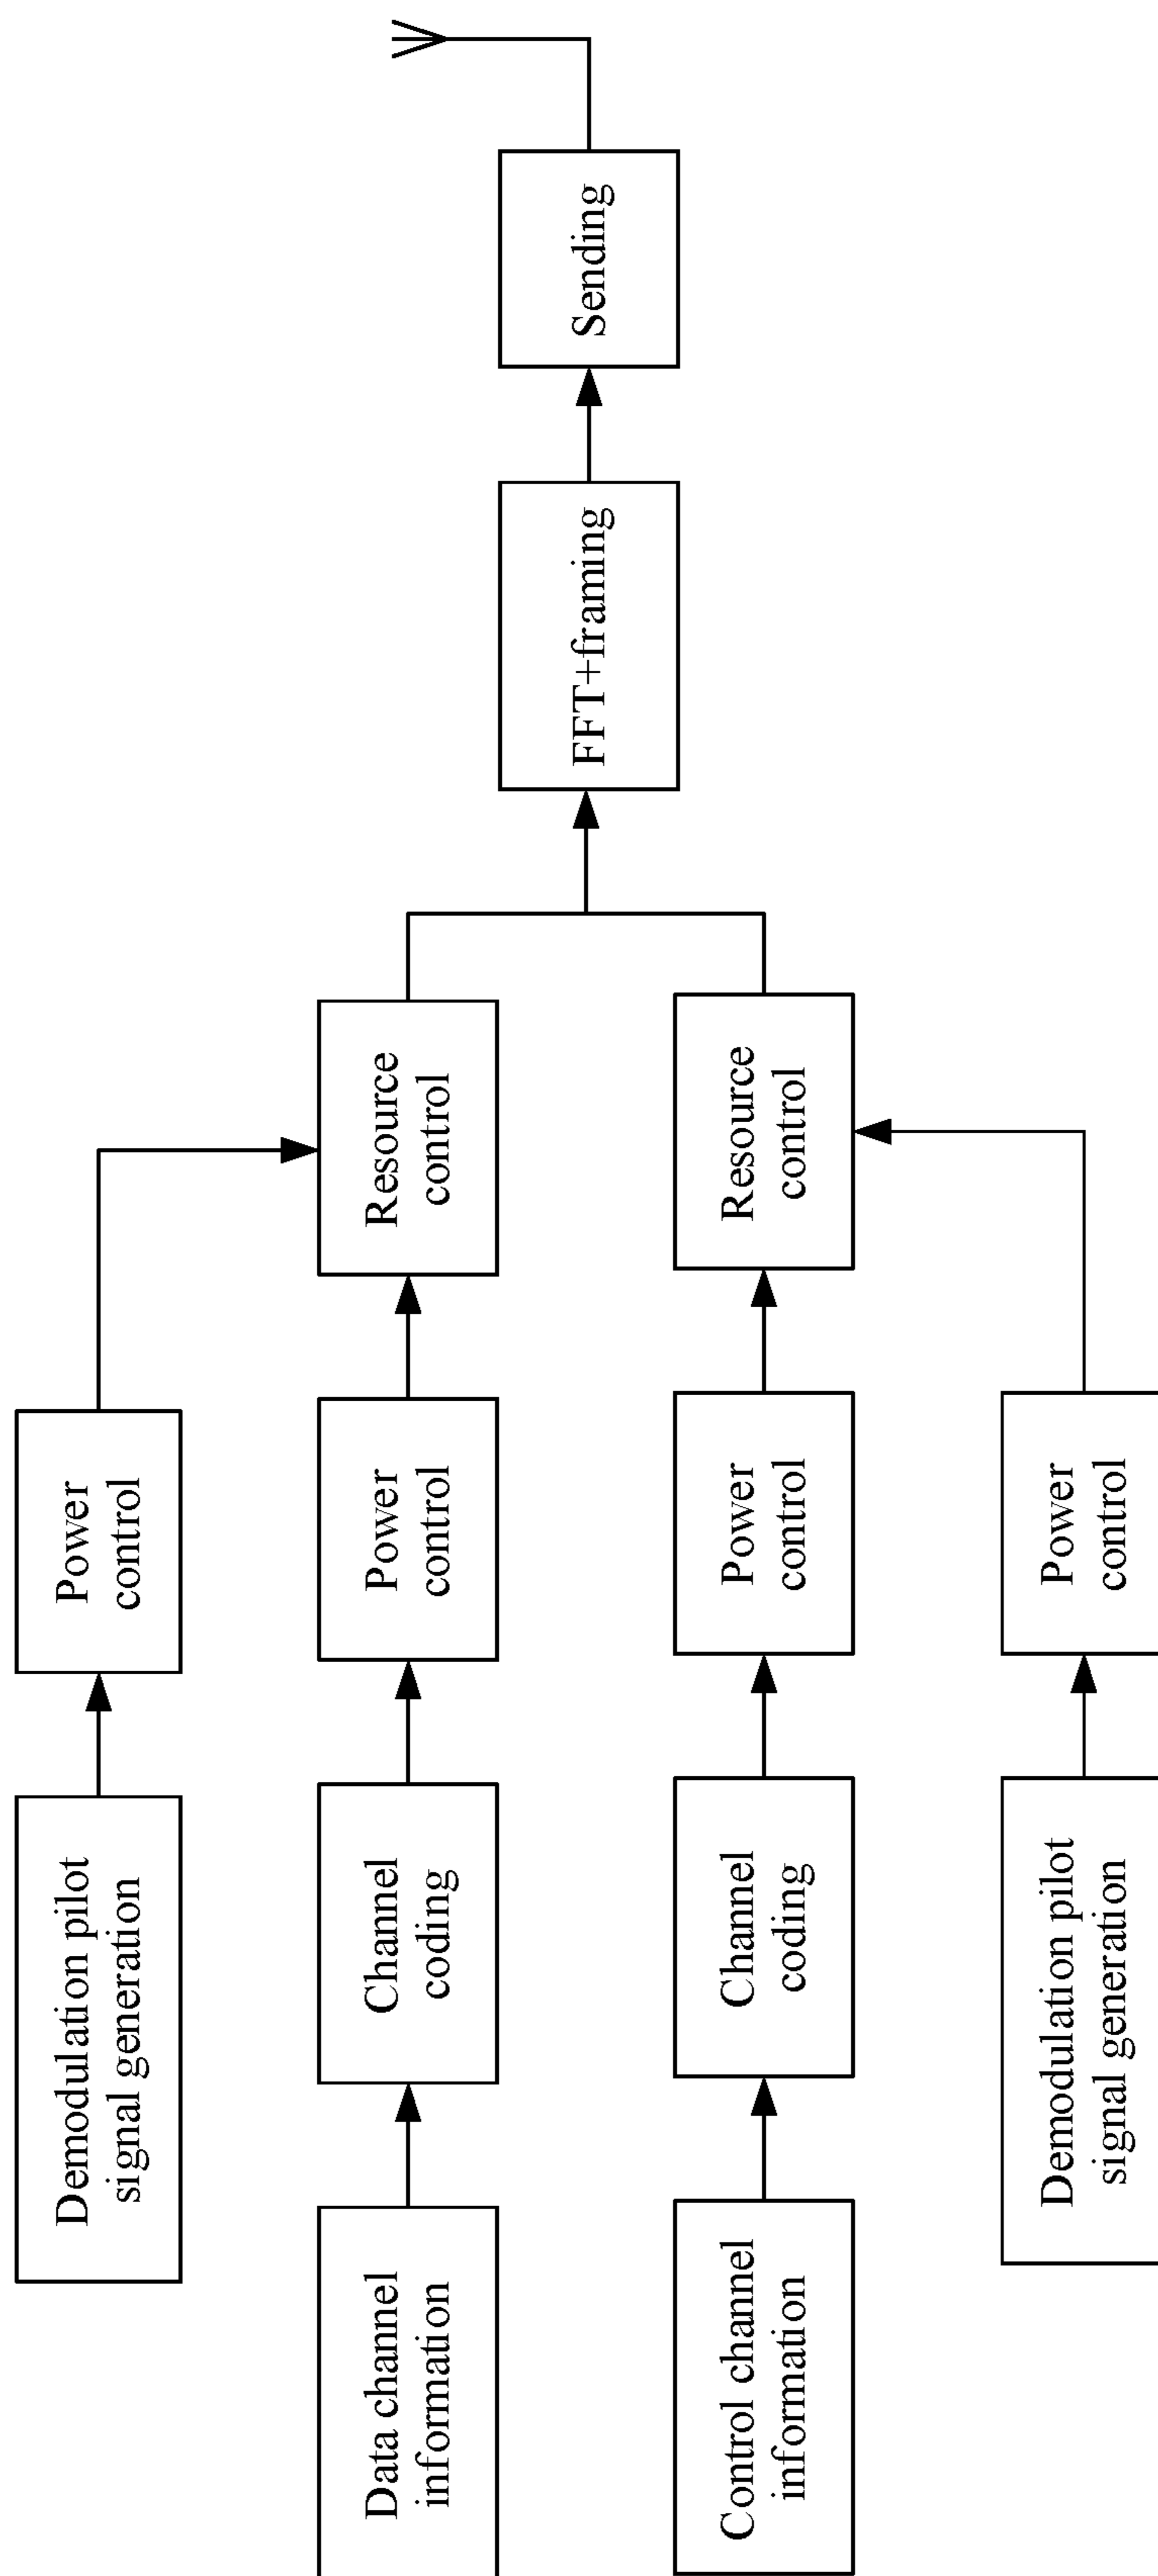 Demodulation pilot
signal generation
Power
control
Data channel
information
Channel
coding
Power
control
Resource
control
Control channel
information
Channel
coding
Power
control
Resource
control
Demodulation pilot
signal generation
Power
control
FFT+framing
Sending